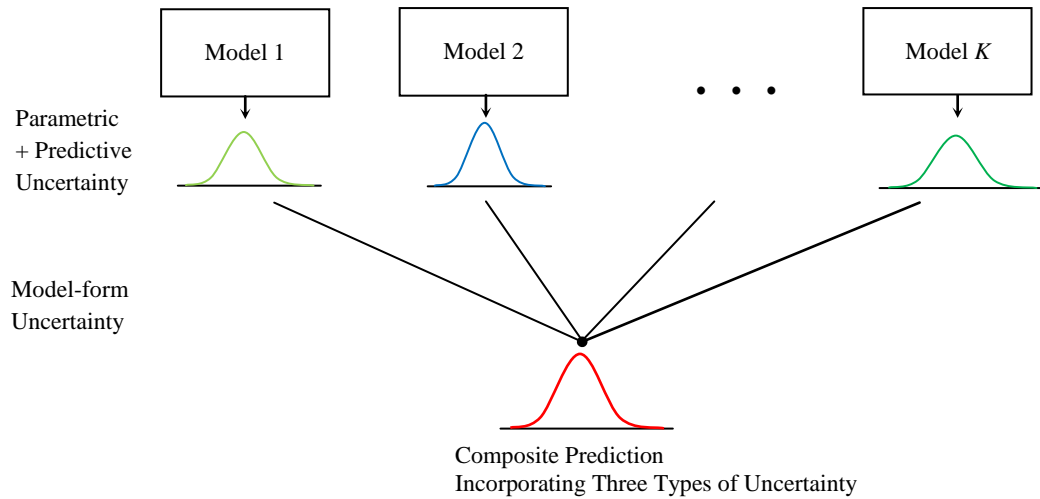 Model 1
Model 2
Model K
Parametric
+ Predictive
Uncertainty
Model-form
Uncertainty
Composite Prediction
Incorporating Three Types of Uncertainty